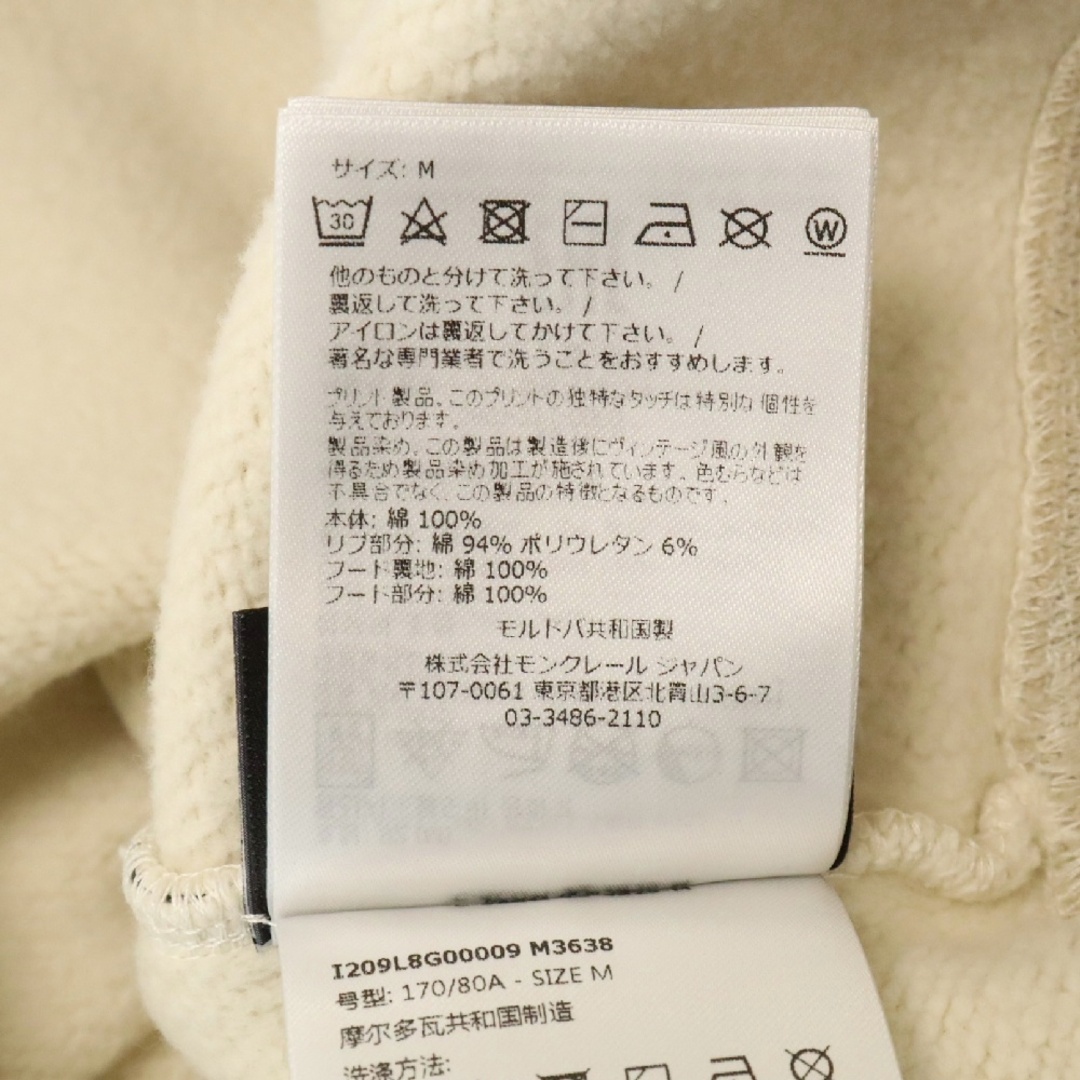 サイズ: M
30
W
他のものと分けて洗って下さい。 /
裏返して洗って下さい。 /
アイロンは裏返してかけて下さい。 /
著名な専門業者で洗うことをおすすめします。
プリント製品、このプリントの独特なタッチは特別な個性を
与えております。
製品染め。この製品は製造後にヴィンテージ風の外観を
得るため製品染め加工が施されています。色むらなどは
不具合でなく、この製品の特徴となるものです。
本体: 綿 100%
リブ部分: 綿 94% ポリウレタン 6%
フード裏地: 綿 100%
フード部分: 綿 100%
モルドバ共和国製
株式会社モンクレール ジャパン
〒107-0061 東京都港区北青山3-6-7
03-3486-2110
I209L8G00009 M3638
号型: 170/80A - SIZE M
摩尔多瓦共和国制造
洗涤方法: